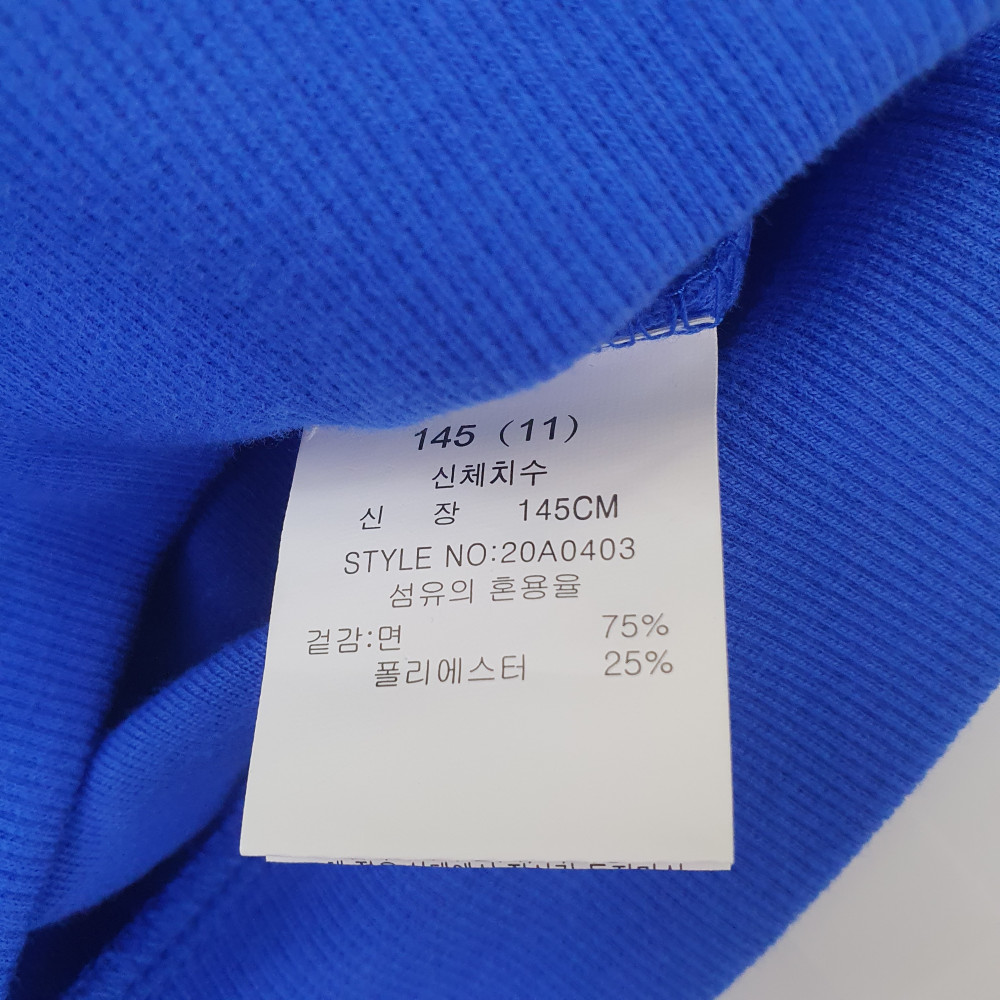 145 (11)
신체치수
신 장 145CM
STYLE NO:20A0403
섬유의 혼용율
겉감:면 75%
폴리에스터 25%